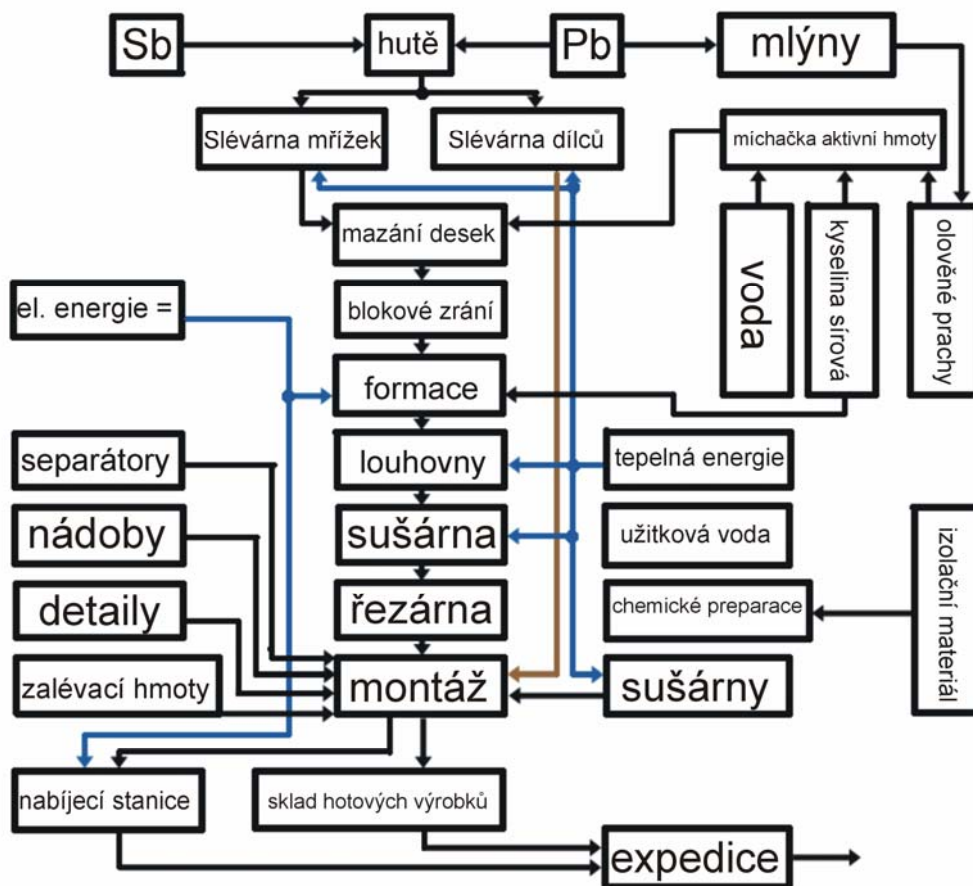 Sb
hutě
Pb
mlýny
Slévárna mřížek
Slévárna dílců
michačka aktivní hmoty
mazání desek
voda
kyselina sírová
olověné prachy
el. energie =
blokové zrání
formace
separátory
louhovny
tepelná energie
nádoby
sušárna
užitková voda
izolační materiál
detaily
řezárna
chemické preparace
zalévací hmoty
montáž
sušárny
nabíjecí stanice
sklad hotových výrobků
expedice